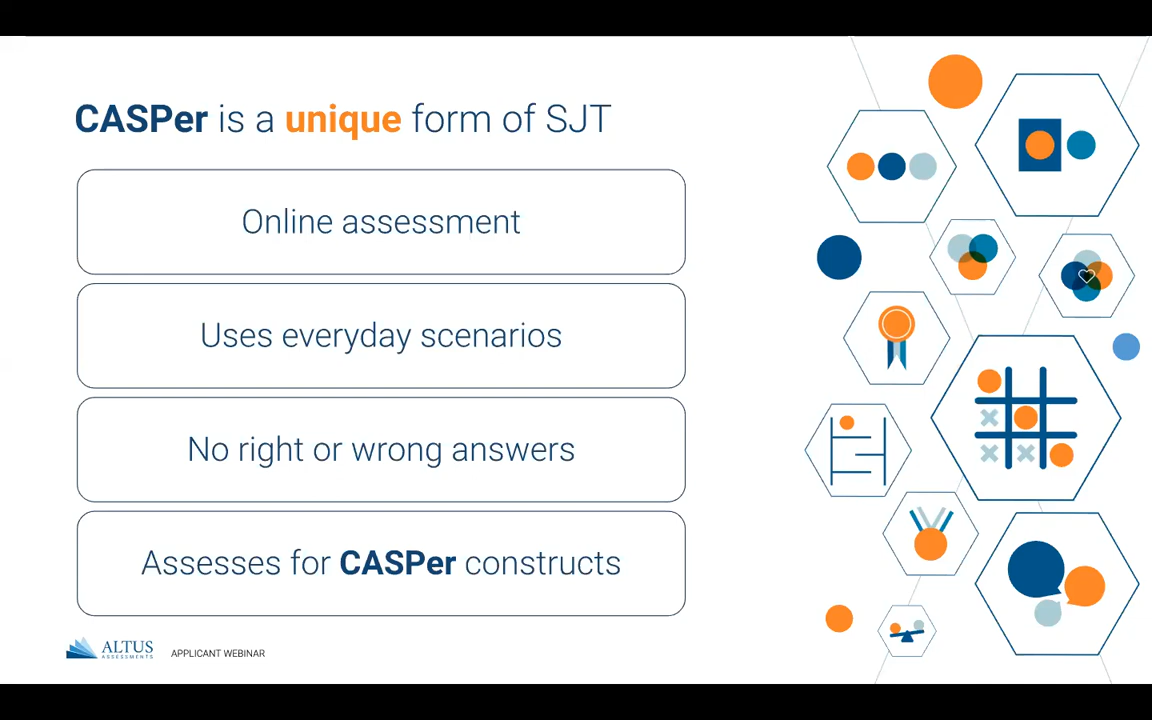 CASPer is a unique form of SJT
Online assessment
Uses everyday scenarios
No right or wrong answers
Assesses for CASPer constructs
ALTUS
ASSESSMENTS
APPLICANT WEBINAR